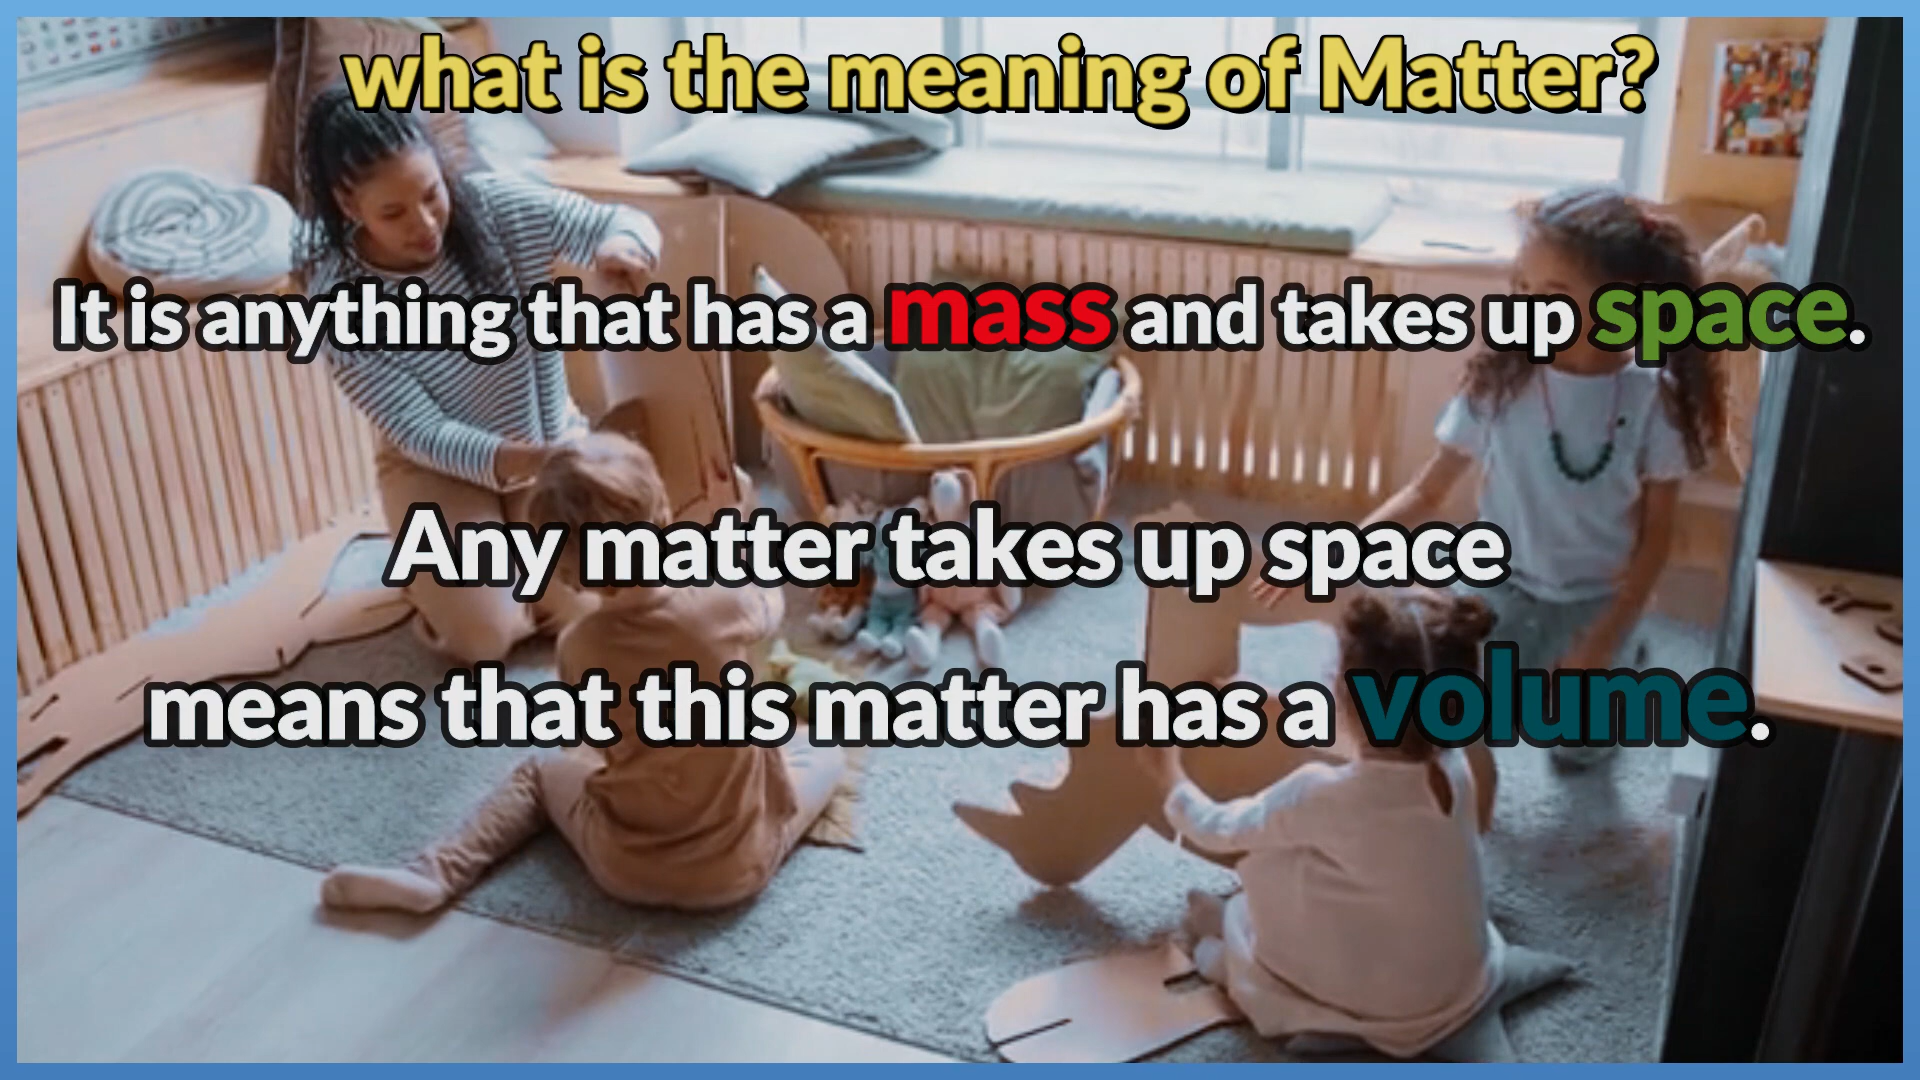 what is the meaning of Matter?
It is anything that has a mass and takes up space.
Any matter takes up space
means that this matter has a volume.